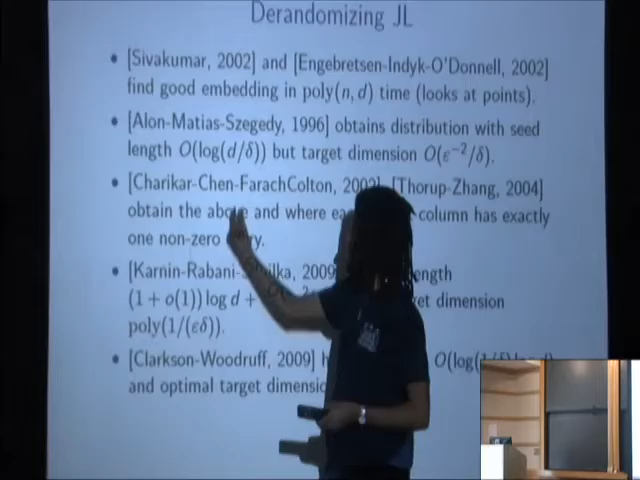 Derandomizing JL
• [Sivakumar, 2002] and [Engebretsen-Indyk-O'Donnell, 2002]
find good embedding in poly(n, d) time (looks at points).
• [Alon-Matias-Szegedy, 1996] obtains distribution with seed
length O(log(d/δ)) but target dimension O(ε⁻²/δ).
• [Charikar-Chen-FarachColton, 2002] [Thorup-Zhang, 2004]
obtain the above and where column has exactly
one non-zero
• [Karnin-Rabani- 2009 length
(1 + o(1)) log d + dimension
poly(1/(εδ)).
• [Clarkson-Woodruff, 2009]
and optimal target